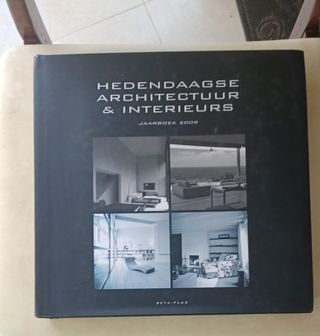 HEDENDAAGSE
ARCHITECTUUR
& INTERIEURS
JAARBOEK 2009
BETA-PLUS